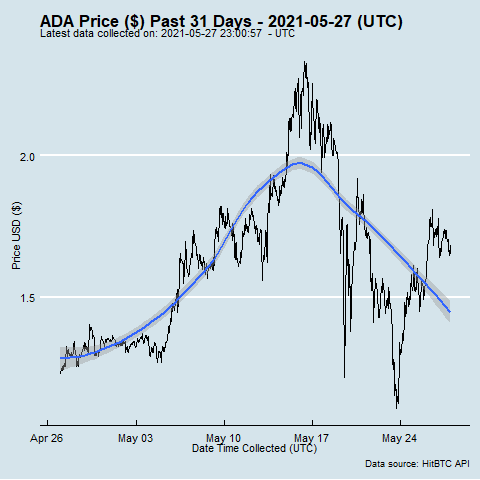 ADA Price ($) Past 31 Days - 2021-05-27 (UTC)
Latest data collected on: 2021-05-27 23:00:57 - UTC
2.0
1.5
Price USD ($)
Apr 26 May 03 May 10 May 17 May 24
Date Time Collected (UTC)
Data source: HitBTC API